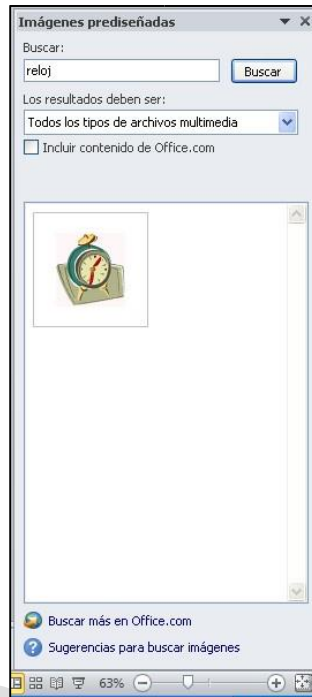 Imágenes prediseñadas
Buscar:
reloj
Buscar
Los resultados deben ser:
Todos los tipos de archivos multimedia
Incluir contenido de Office.com
Buscar más en Office.com
Sugerencias para buscar imágenes
63%